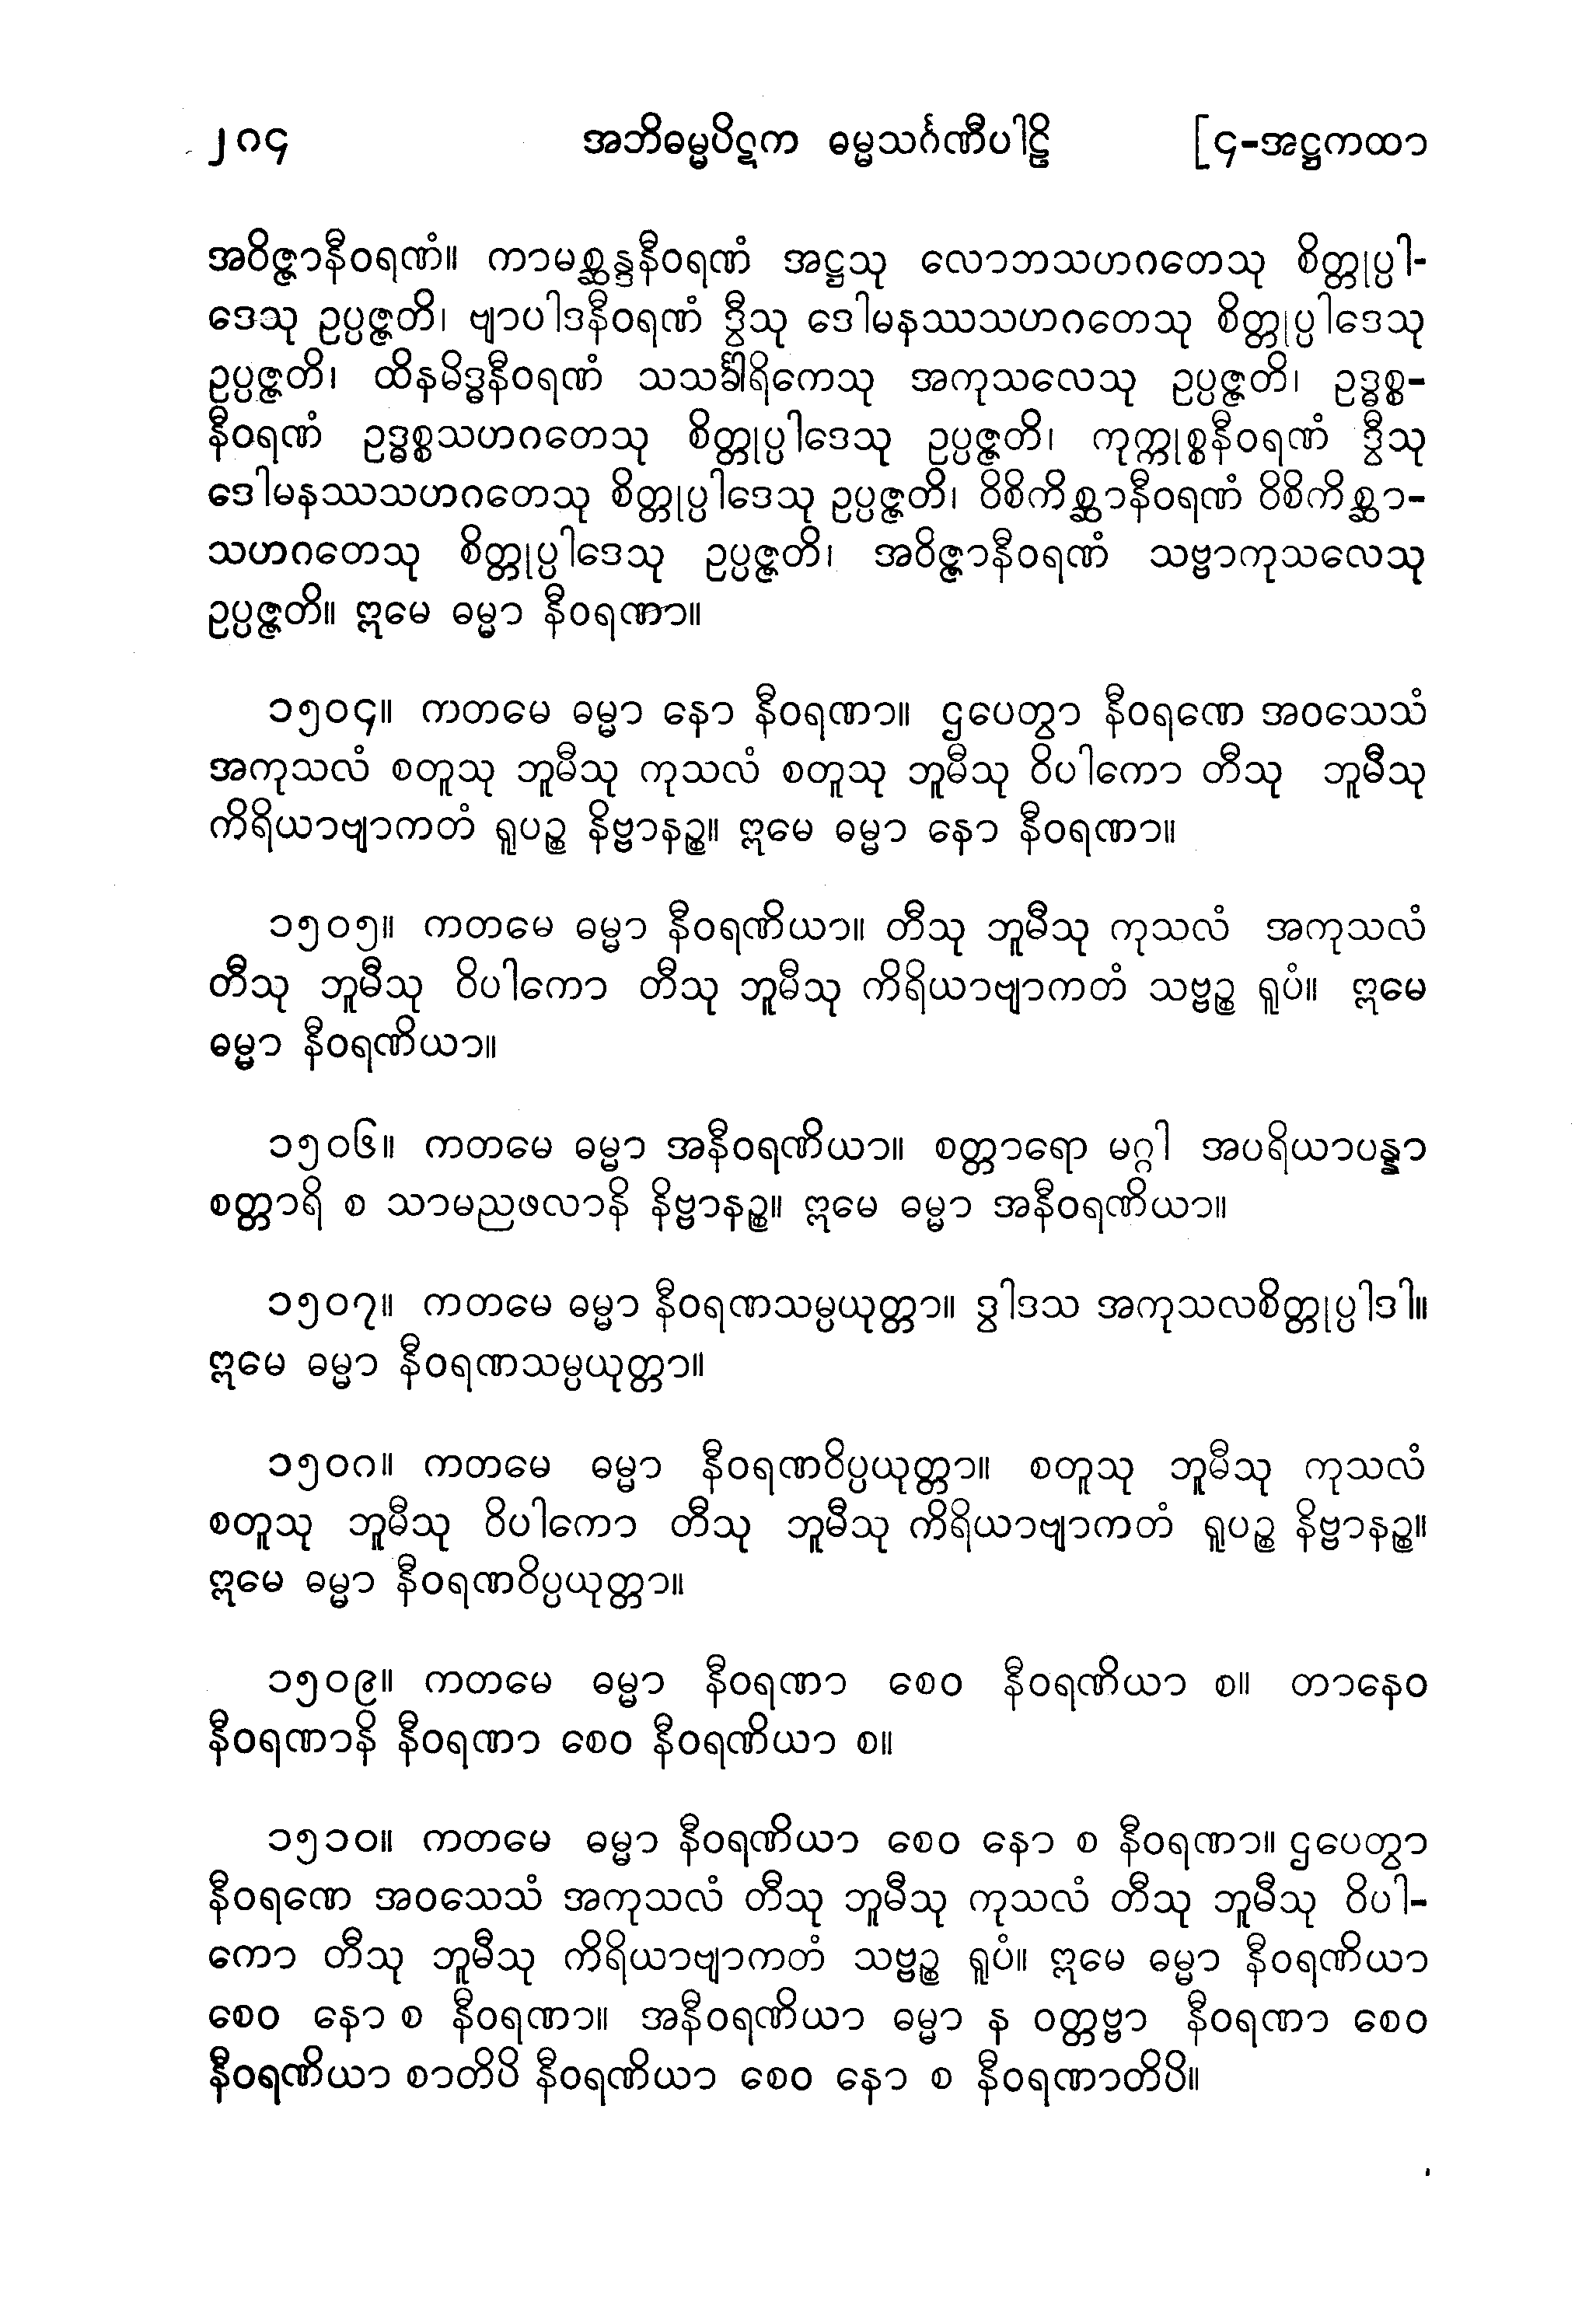 ၂၈၄ အဘိဓမ္မပိဋက ဓမ္မသင်္ဂဏီပါဠိ [၄-အဋ္ဌကထာ
အဝိဇ္ဇာနီဝရဏံ။ ကာမစ္ဆန္ဒနီဝရဏံ အဋ္ဌသု လောဘသဟဂတေသု စိတ္တုပ္ပါ-
ဒေသု ဥပ္ပဇ္ဇတိ၊ ဗျာပါဒနီဝရဏံ ဒွီသု ဒေါမနဿသဟဂတေသု စိတ္တုပ္ပါဒေသု
ဥပ္ပဇ္ဇတိ၊ ထိနမိဒ္ဓနီဝရဏံ သသင်္ခါရိကေသု အကုသလေသု ဥပ္ပဇ္ဇတိ၊ ဥဒ္ဓစ္စ-
နီဝရဏံ ဥဒ္ဓစ္စသဟဂတေသု စိတ္တုပ္ပါဒေသု ဥပ္ပဇ္ဇတိ၊ ကုက္ကုစ္စနီဝရဏံ ဒွီသု
ဒေါမနဿသဟဂတေသု စိတ္တုပ္ပါဒေသု ဥပ္ပဇ္ဇတိ၊ ဝိစိကိစ္ဆာနီဝရဏံ ဝိစိကိစ္ဆာ-
သဟဂတေသု စိတ္တုပ္ပါဒေသု ဥပ္ပဇ္ဇတိ၊ အဝိဇ္ဇာနီဝရဏံ သဗ္ဗာကုသလေသု
ဥပ္ပဇ္ဇတိ။ ဣမေ ဓမ္မာ နီဝရဏာ။
၁၅၀၄။ ကတမေ ဓမ္မာ နော နီဝရဏာ။ ဌပေတွာ နီဝရဏေ အဝသေသံ
အကုသလံ စတူသု ဘူမီသု ကုသလံ စတူသု ဘူမီသု ဝိပါကော တီသု ဘူမီသု
ကိရိယာဗျာကတံ ရူပဉ္စ နိဗ္ဗာနဉ္စ။ ဣမေ ဓမ္မာ နော နီဝရဏာ။
၁၅၀၅။ ကတမေ ဓမ္မာ နီဝရဏိယာ။ တီသု ဘူမီသု ကုသလံ အကုသလံ
တီသု ဘူမီသု ဝိပါကော တီသု ဘူမီသု ကိရိယာဗျာကတံ သဗ္ဗဉ္စ ရူပံ။ ဣမေ
ဓမ္မာ နီဝရဏိယာ။
၁၅၀၆။ ကတမေ ဓမ္မာ အနီဝရဏိယာ။ စတ္တာရော မဂ္ဂါ အပရိယာပန္နာ
စတ္တာရိ စ သာမညဖလာနိ နိဗ္ဗာနဉ္စ။ ဣမေ ဓမ္မာ အနီဝရဏိယာ။
၁၅၀၇။ ကတမေ ဓမ္မာ နီဝရဏသမ္ပယုတ္တာ။ ဒွါဒသ အကုသလစိတ္တုပ္ပါဒါ။
ဣမေ ဓမ္မာ နီဝရဏသမ္ပယုတ္တာ။
၁၅၀၈။ ကတမေ ဓမ္မာ နီဝရဏဝိပ္ပယုတ္တာ။ စတူသု ဘူမီသု ကုသလံ
စတူသု ဘူမီသု ဝိပါကော တီသု ဘူမီသု ကိရိယာဗျာကတံ ရူပဉ္စ နိဗ္ဗာနဉ္စ။
ဣမေ ဓမ္မာ နီဝရဏဝိပ္ပယုတ္တာ။
၁၅၀၉။ ကတမေ ဓမ္မာ နီဝရဏာ စေဝ နီဝရဏိယာ စ။ တာနေဝ
နီဝရဏာနိ နီဝရဏာ စေဝ နီဝရဏိယာ စ။
၁၅၁၀။ ကတမေ ဓမ္မာ နီဝရဏိယာ စေဝ နော စ နီဝရဏာ။ ဌပေတွာ
နီဝရဏေ အဝသေသံ အကုသလံ တီသု ဘူမီသု ကုသလံ တီသု ဘူမီသု ဝိပါ-
ကော တီသု ဘူမီသု ကိရိယာဗျာကတံ သဗ္ဗဉ္စ ရူပံ။ ဣမေ ဓမ္မာ နီဝရဏိယာ
စေဝ နော စ နီဝရဏာ။ အနီဝရဏိယာ ဓမ္မာ န ဝတ္တဗ္ဗာ နီဝရဏာ စေဝ
နီဝရဏိယာ စာတိပိ နီဝရဏိယာ စေဝ နော စ နီဝရဏာတိပိ။